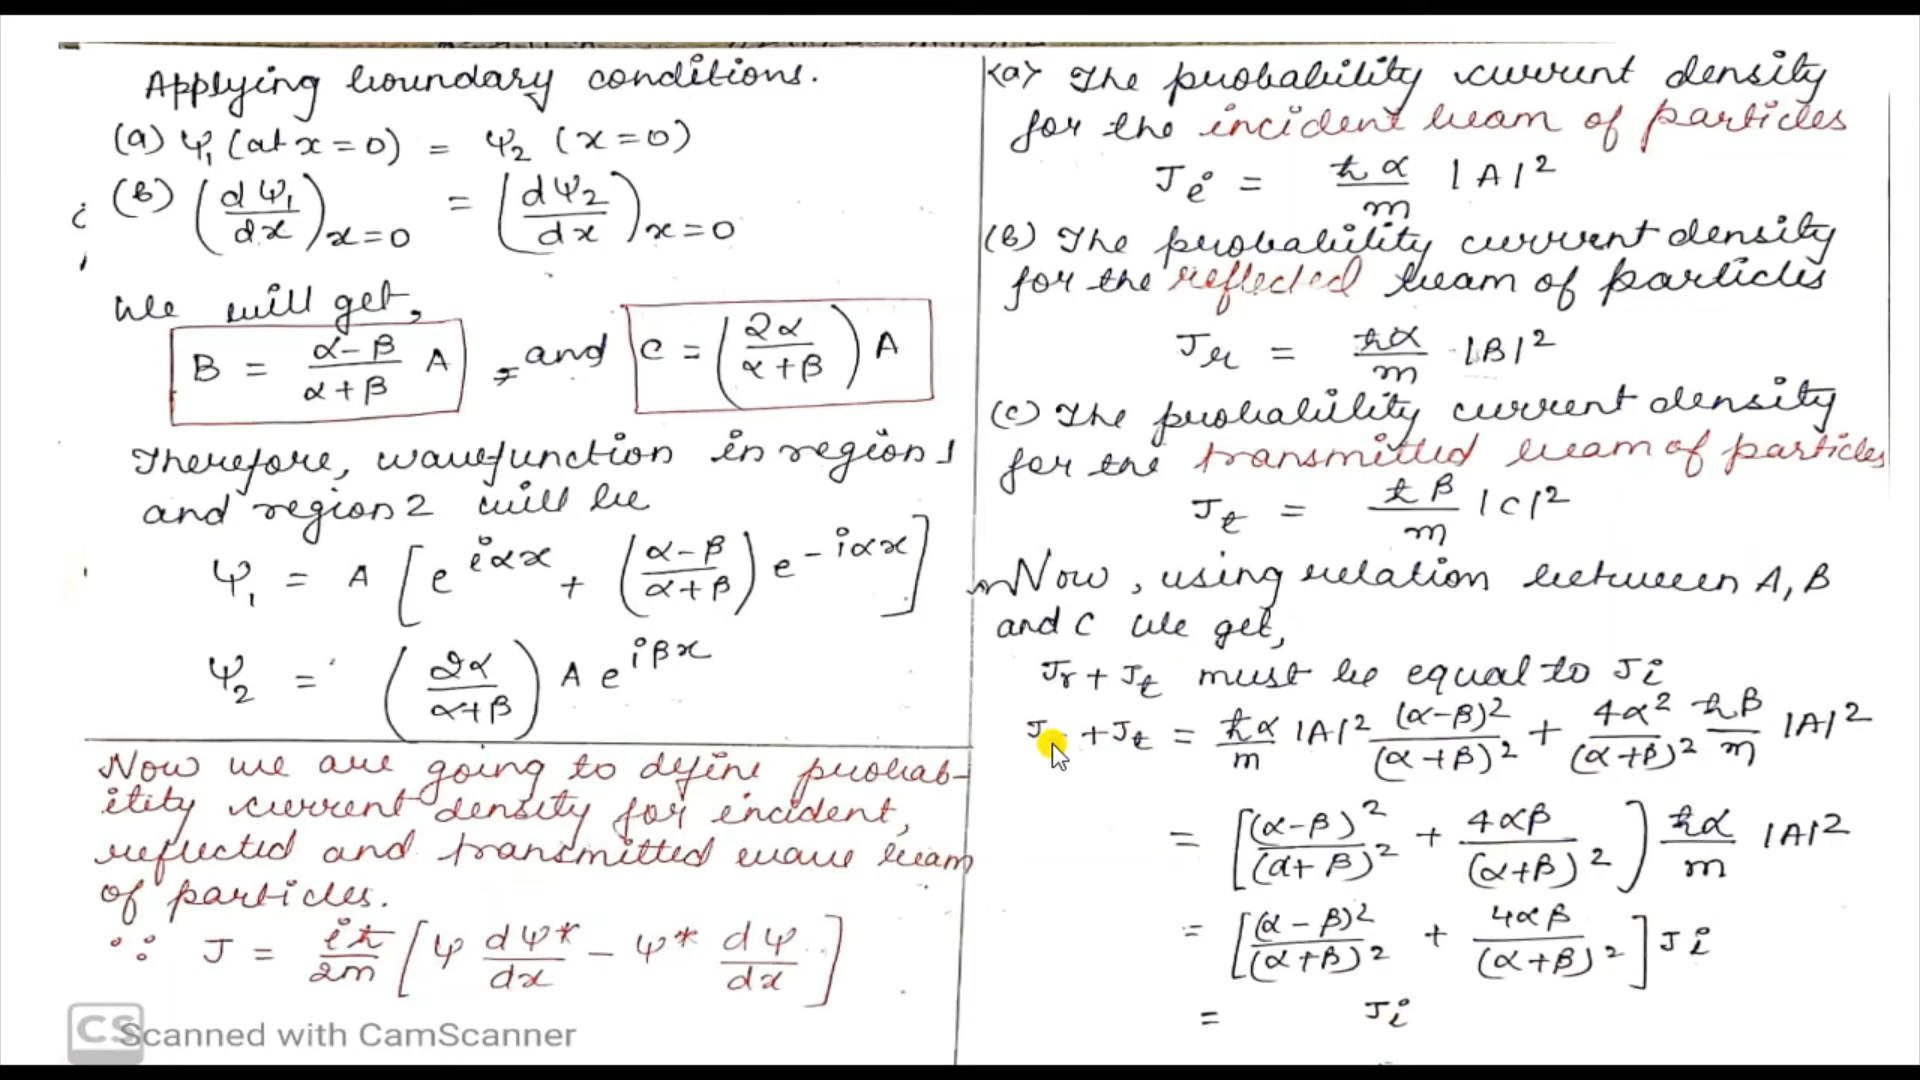 Applying boundary conditions.
(a) ψ₁ (at x = 0) = ψ₂ (x = 0)
(b) (dψ₁/dx)x=0 = (dψ₂/dx)x=0
We will get,
B = α-β/α+β A , and C = (2α/α+β) A
Therefore, wavefunction in region 1
and region 2 will be
ψ₁ = A [e^iαx + (α-β/α+β) e^-iαx]
ψ₂ = (2α/α+β) A e^iβx
Now we are going to define probab-
ility current density for incident,
reflected and transmitted wave beam
of particles.
∵ J = iħ/2m [ψ dψ*/dx - ψ* dψ/dx]
CS Scanned with CamScanner
(a) The probability current density
for the incident beam of particles
Ji = ħα/m |A|²
(b) The probability current density
for the reflected beam of particles
Jr = ħα/m |B|²
(c) The probability current density
for the transmitted beam of particles
Jt = ħβ/m |C|²
Now, using relation between A, B
and C we get,
Jr + Jt must be equal to Ji
J + Jt = ħα/m |A|² (α-β)²/(α+β)² + 4α²/(α+β)² ħβ/m |A|²
= [(α-β)²/(α+β)² + 4αβ/(α+β)²) ħα/m |A|²
= [(α-β)²/(α+β)² + 4αβ/(α+β)²] Ji
= Ji